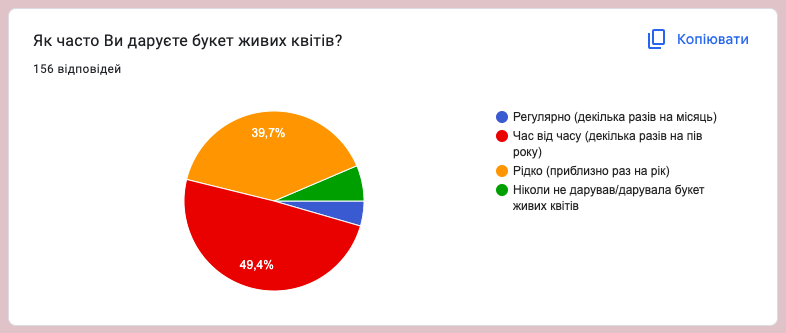 Як часто Ви даруєте букет живих квітів?
Копіювати
156 відповідей
39,7%
49,4%
Регулярно (декілька разів на місяць)
Час від часу (декілька разів на пів
року)
Рідко (приблизно раз на рік)
Ніколи не дарував/дарувала букет
живих квітів